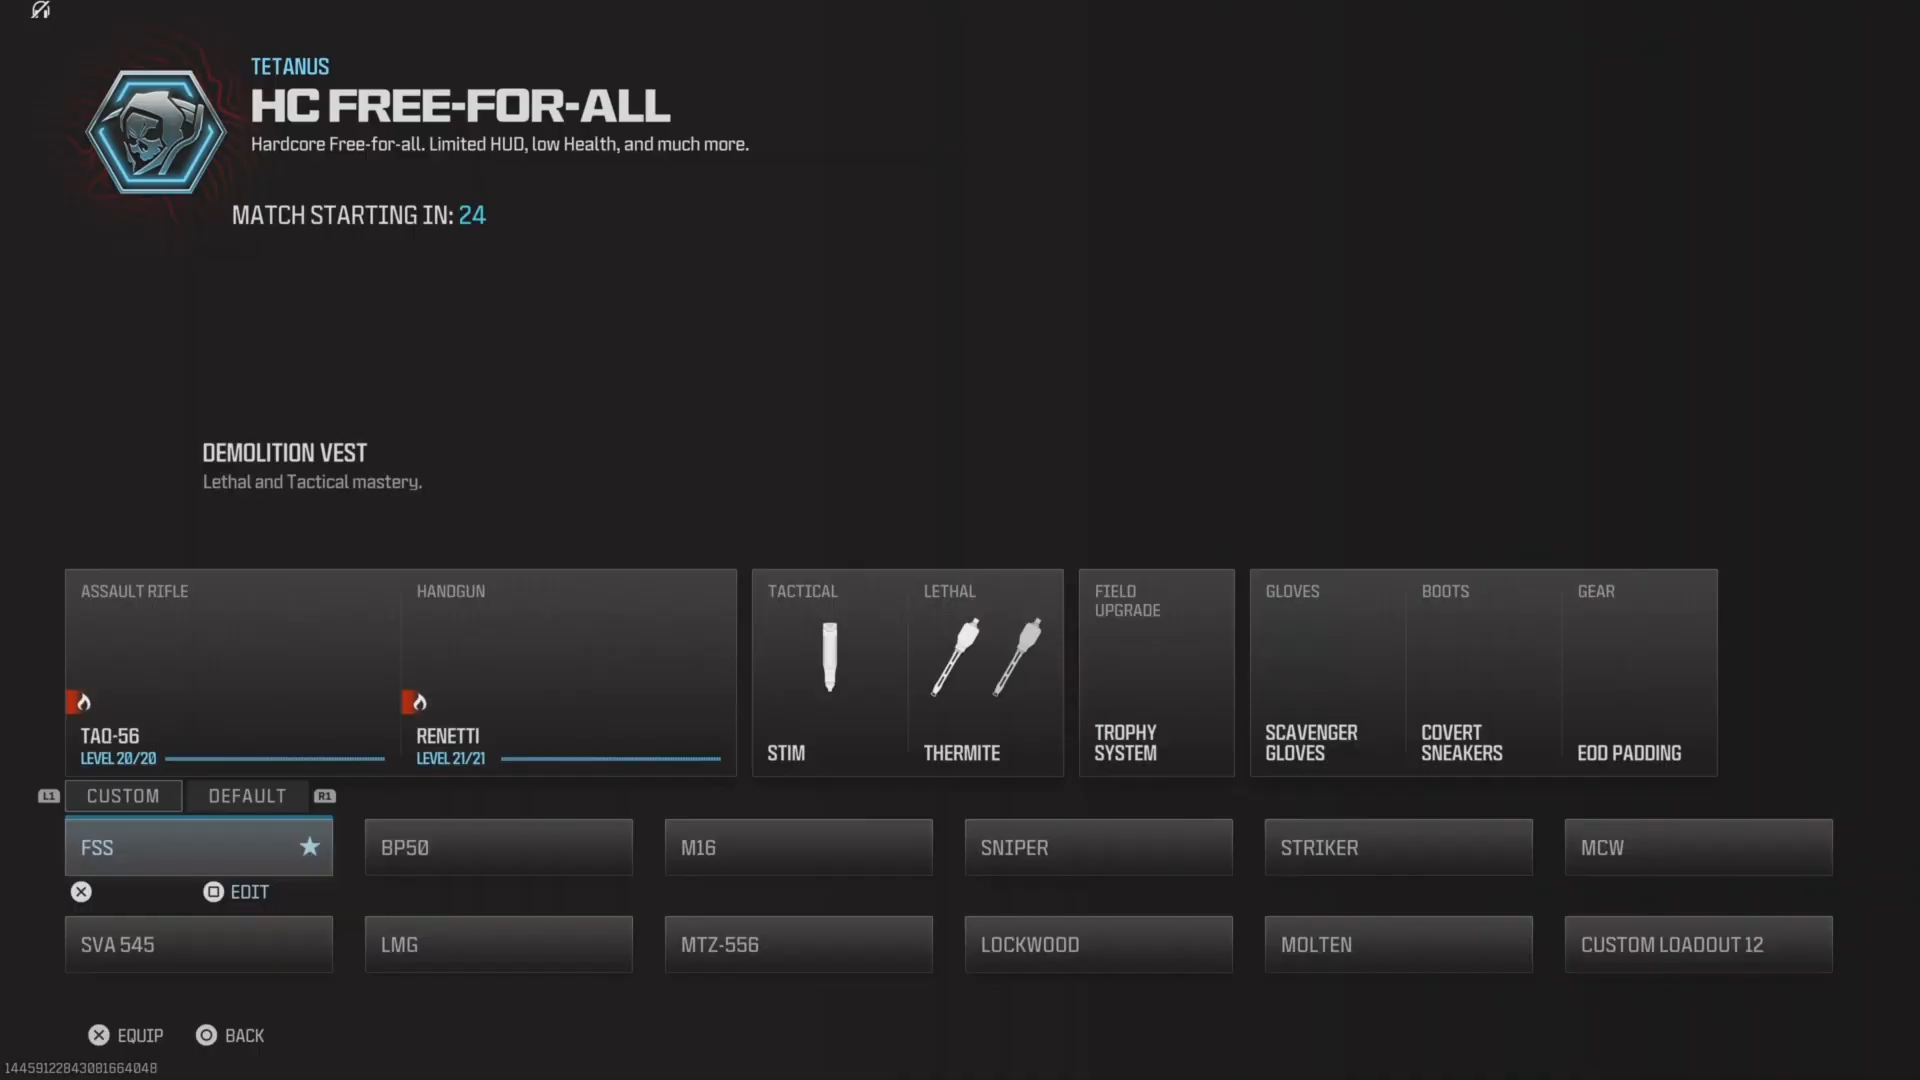 TETANUS
HC FREE-FOR-ALL
Hardcore Free-for-all. Limited HUD, low Health, and much more.
MATCH STARTING IN: 24
DEMOLITION VEST
Lethal and Tactical mastery.
ASSAULT RIFLE
TAQ-56
LEVEL 20/20
HANDGUN
RENETTI
LEVEL 21/21
TACTICAL
STIM
LETHAL
THERMITE
FIELD
UPGRADE
TROPHY
SYSTEM
GLOVES
SCAVENGER
GLOVES
BOOTS
COVERT
SNEAKERS
GEAR
EOD PADDING
L1 CUSTOM DEFAULT R1
FSS BP50 M16 SNIPER STRIKER MCW
EDIT
SVA 545 LMG MTZ-556 LOCKWOOD MOLTEN CUSTOM LOADOUT 12
EQUIP BACK
14459122843081664048